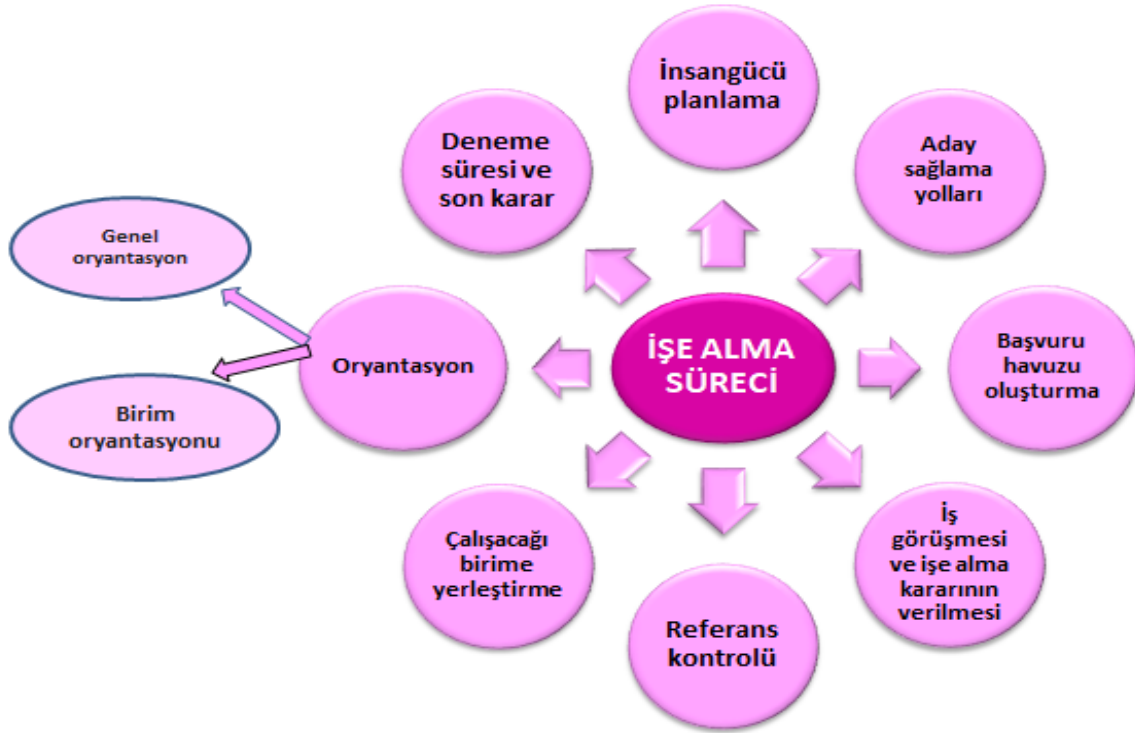 İnsangücü
planlama
Aday
sağlama
yolları
Başvuru
havuzu
oluşturma
İş
görüşmesi
ve işe alma
kararının
verilmesi
Referans
kontrolü
Çalışacağı
birime
yerleştirme
Oryantasyon
Genel
oryantasyon
Birim
oryantasyonu
Deneme
süresi ve
son karar
İŞE ALMA
SÜRECİ